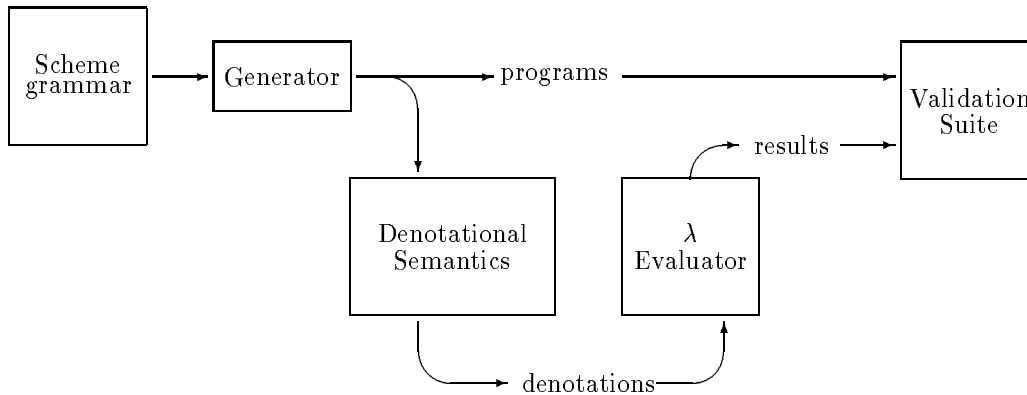 Scheme
grammar
Generator
programs
Validation
Suite
results
Denotational
Semantics
λ
Evaluator
denotations